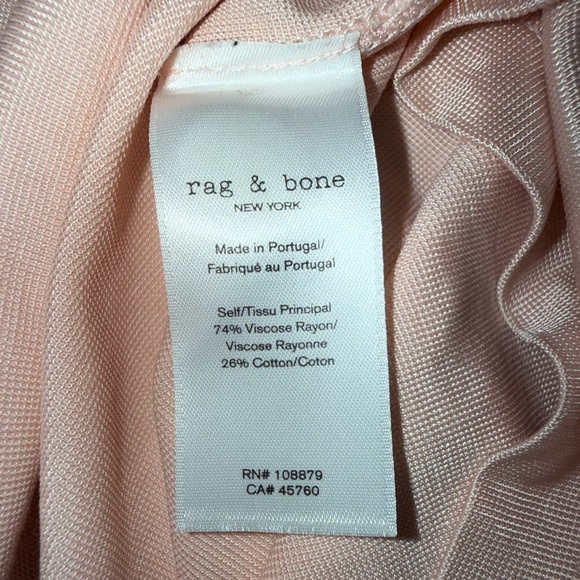 rag & bone
NEW YORK
Made in Portugal/
Fabriqué au Portugal
Self/Tissu Principal
74% Viscose Rayon/
Viscose Rayonne
26% Cotton/Coton
RN# 108879
CA# 45760